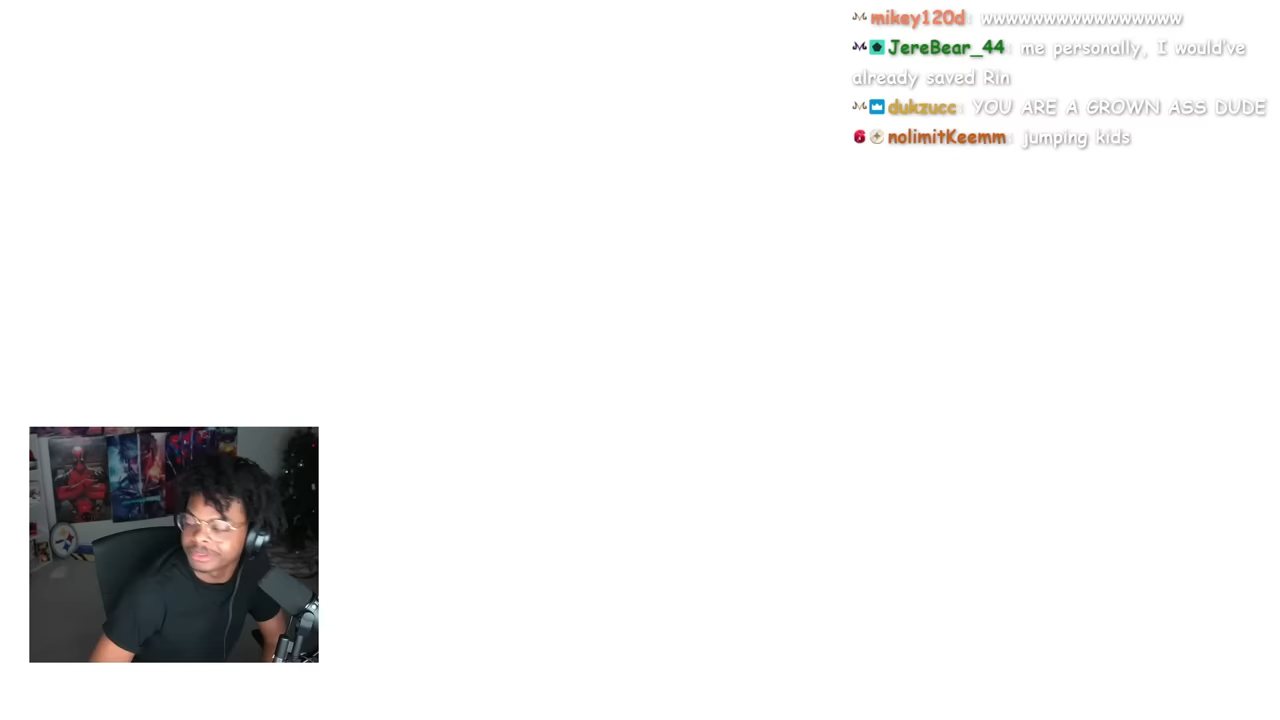 mikey120d: wwwwwwwwwwwwwwww
JereBear_44: me personally, I would've
already saved Rin
dukzucc: YOU ARE A GROWN ASS DUDE
nolimitKeemm: jumping kids